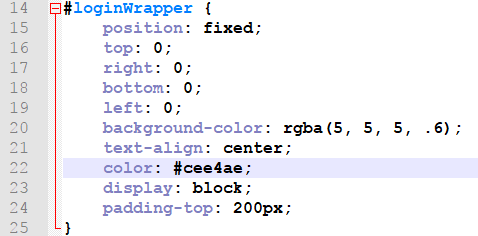 14 #loginWrapper {
15 position: fixed;
16 top: 0;
17 right: 0;
18 bottom: 0;
19 left: 0;
20 background-color: rgba(5, 5, 5, .6);
21 text-align: center;
22 color: #cee4ae;
23 display: block;
24 padding-top: 200px;
25 }